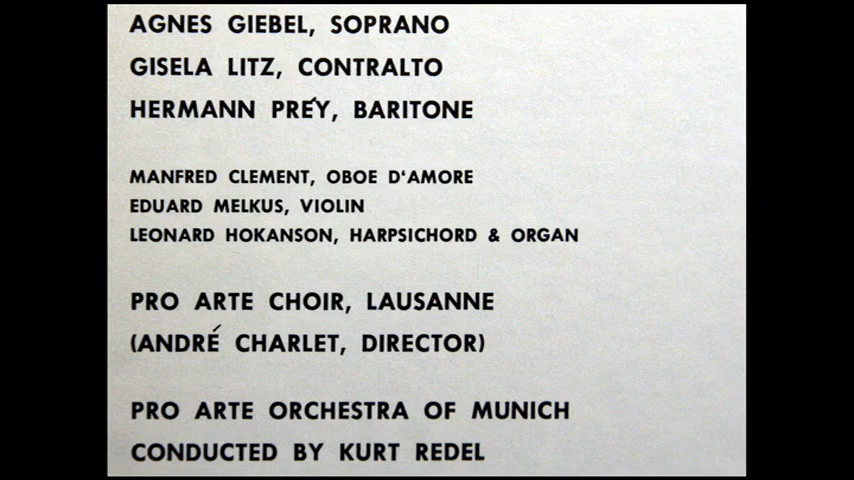 AGNES GIEBEL, SOPRANO
GISELA LITZ, CONTRALTO
HERMANN PRÉY, BARITONE
MANFRED CLEMENT, OBOE D'AMORE
EDUARD MELKUS, VIOLIN
LEONARD HOKANSON, HARPSICHORD & ORGAN
PRO ARTE CHOIR, LAUSANNE
(ANDRÉ CHARLET, DIRECTOR)
PRO ARTE ORCHESTRA OF MUNICH
CONDUCTED BY KURT REDEL